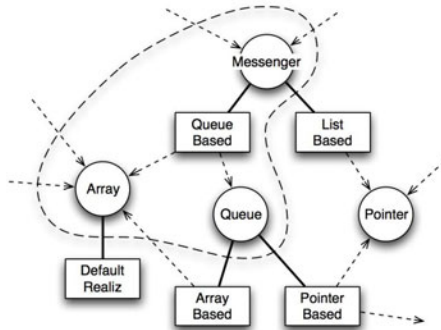 Messenger
Queue
Based
List
Based
Array
Queue
Pointer
Default
Realiz
Array
Based
Pointer
Based